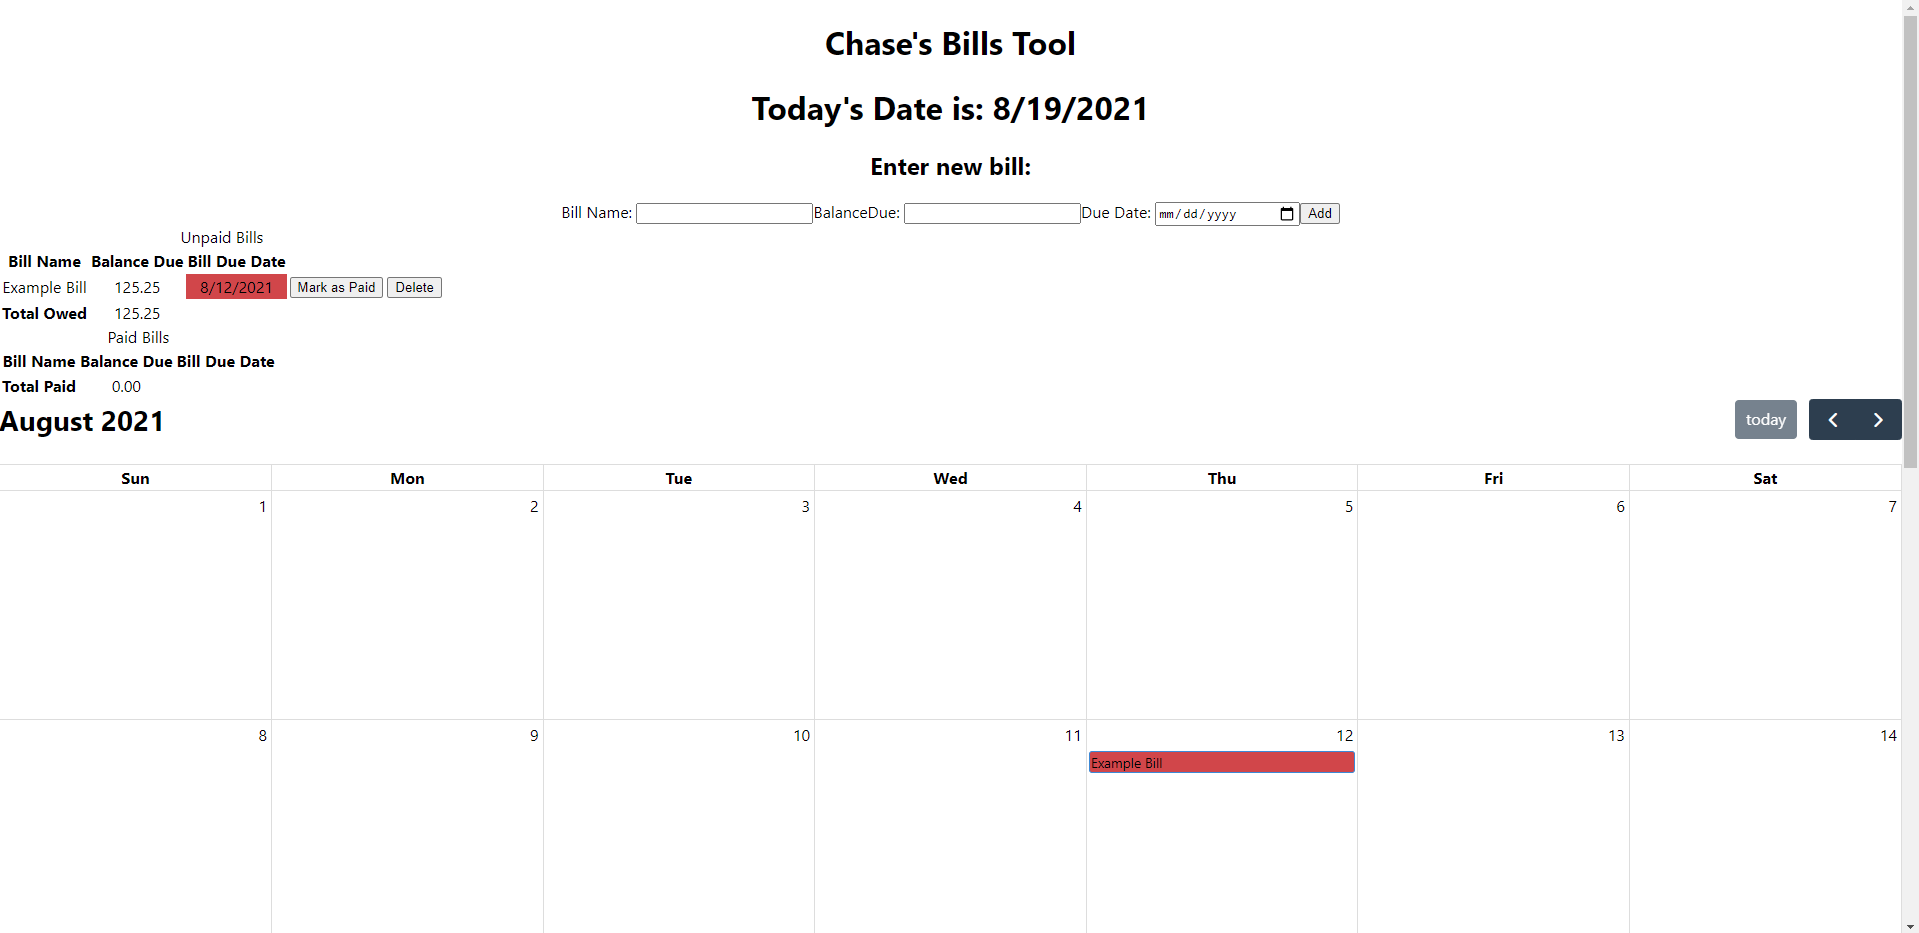 Chase's Bills Tool
Today's Date is: 8/19/2021
Enter new bill:
Bill Name: BalanceDue: Due Date: mm/dd/yyyy Add
Unpaid Bills
Bill Name Balance Due Bill Due Date
Example Bill 125.25 8/12/2021 Mark as Paid Delete
Total Owed 125.25
Paid Bills
Bill Name Balance Due Bill Due Date
Total Paid 0.00
August 2021 today
Sun Mon Tue Wed Thu Fri Sat
1 2 3 4 5 6 7
8 9 10 11 12 13 14
Example Bill